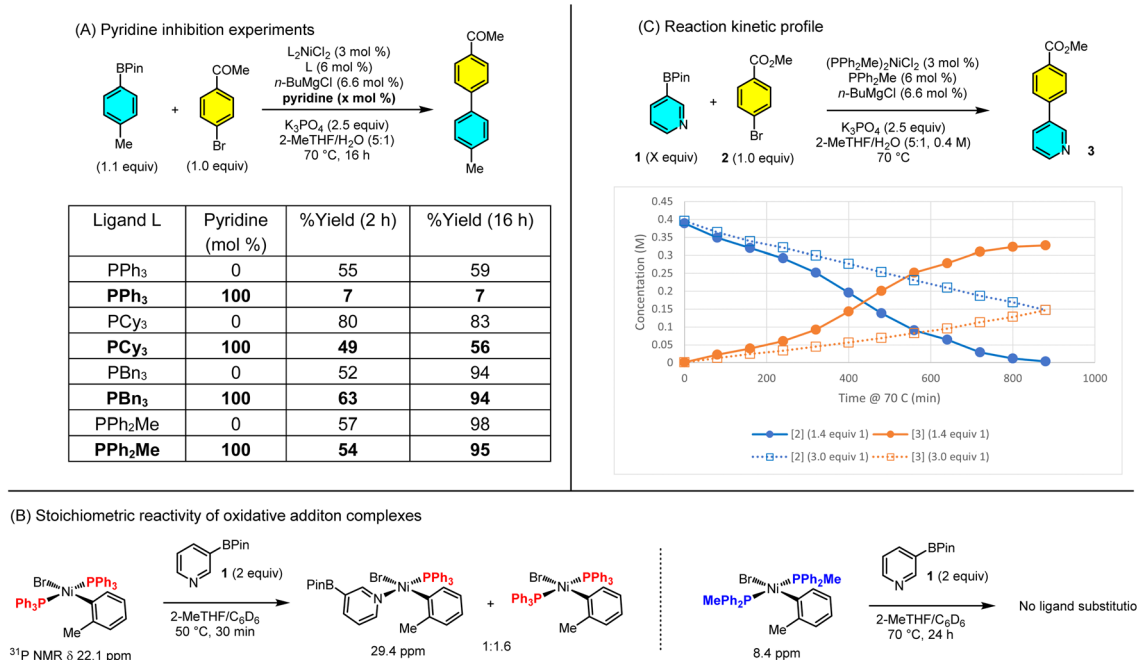 (A) Pyridine inhibition experiments
BPin
Me
(1.1 equiv)
+
COMe
Br
(1.0 equiv)
L2NiCl2 (3 mol %)
L (6 mol %)
n-BuMgCl (6.6 mol %)
pyridine (x mol %)
K3PO4 (2.5 equiv)
2-MeTHF/H2O (5:1)
70 °C, 16 h
COMe
Me
Ligand L Pyridine (mol %) %Yield (2 h) %Yield (16 h)
PPh3 0 55 59
PPh3 100 7 7
PCy3 0 80 83
PCy3 100 49 56
PBn3 0 52 94
PBn3 100 63 94
PPh2Me 0 57 98
PPh2Me 100 54 95
(C) Reaction kinetic profile
BPin
N
1 (X equiv)
+
CO2Me
Br
2 (1.0 equiv)
(PPh2Me)2NiCl2 (3 mol %)
PPh2Me (6 mol %)
n-BuMgCl (6.6 mol %)
K3PO4 (2.5 equiv)
2-MeTHF/H2O (5:1, 0.4 M)
70 °C
CO2Me
N
3
Concentration (M)
0.45
0.4
0.35
0.3
0.25
0.2
0.15
0.1
0.05
0
0 200 400 600 800 1000
Time @ 70 C (min)
[2] (1.4 equiv 1) [3] (1.4 equiv 1)
[2] (3.0 equiv 1) [3] (3.0 equiv 1)
(B) Stoichiometric reactivity of oxidative additon complexes
Br PPh3
Ni
Ph3P
Me
31P NMR δ 22.1 ppm
BPin
N
1 (2 equiv)
2-MeTHF/C6D6
50 °C, 30 min
PinB
N
Br PPh3
Ni
Me
29.4 ppm
+
1:1.6
Br PPh3
Ni
Ph3P
Me
Br PPh2Me
Ni
MePh2P
Me
8.4 ppm
BPin
N
1 (2 equiv)
2-MeTHF/C6D6
70 °C, 24 h
No ligand substitutio